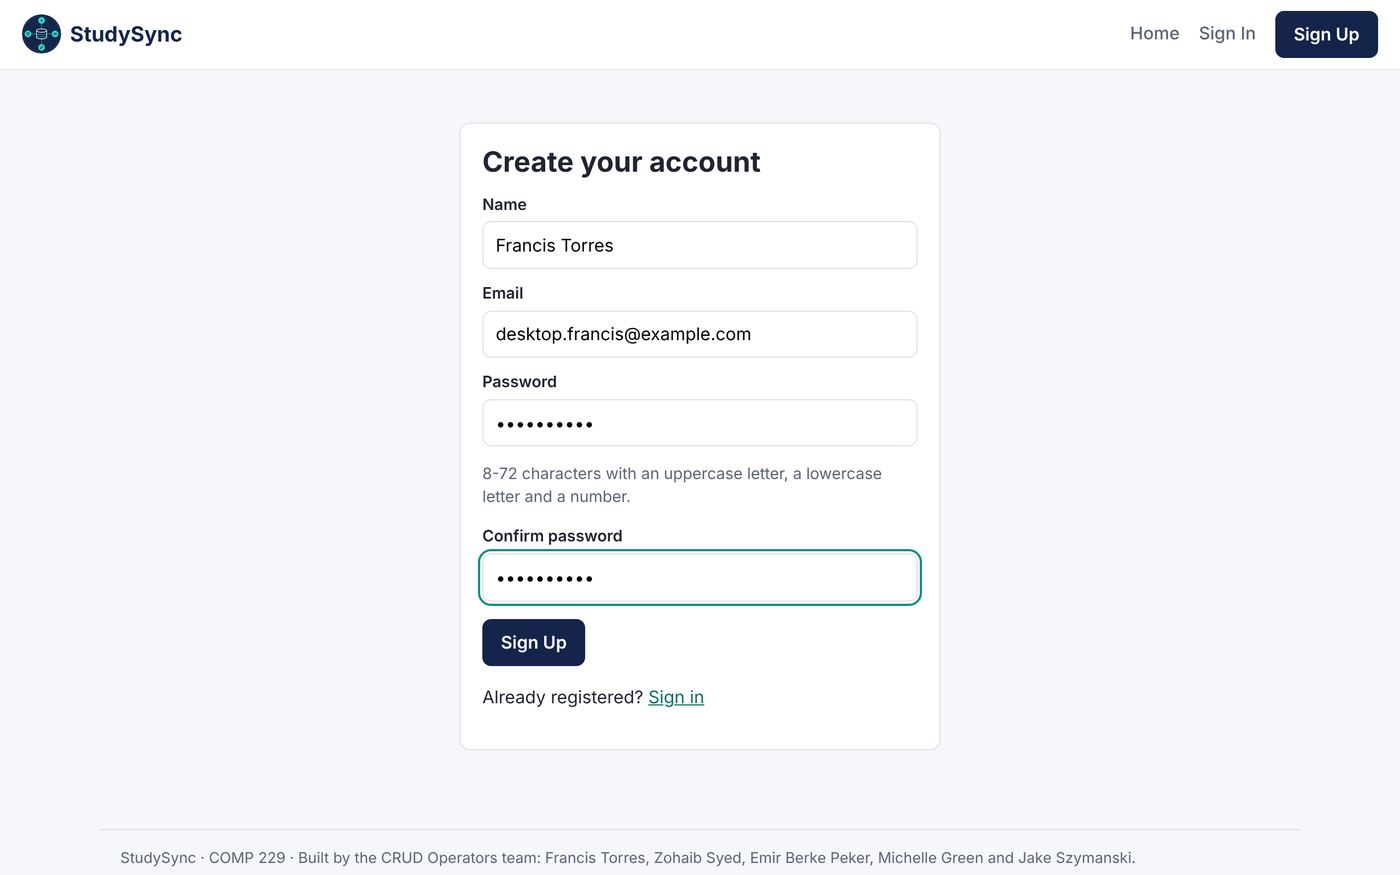 StudySync
Home
Sign In
Sign Up
Create your account
Name
Francis Torres
Email
desktop.francis@example.com
Password
••••••••••
8-72 characters with an uppercase letter, a lowercase
letter and a number.
Confirm password
••••••••••
Sign Up
Already registered? Sign in
StudySync · COMP 229 · Built by the CRUD Operators team: Francis Torres, Zohaib Syed, Emir Berke Peker, Michelle Green and Jake Szymanski.